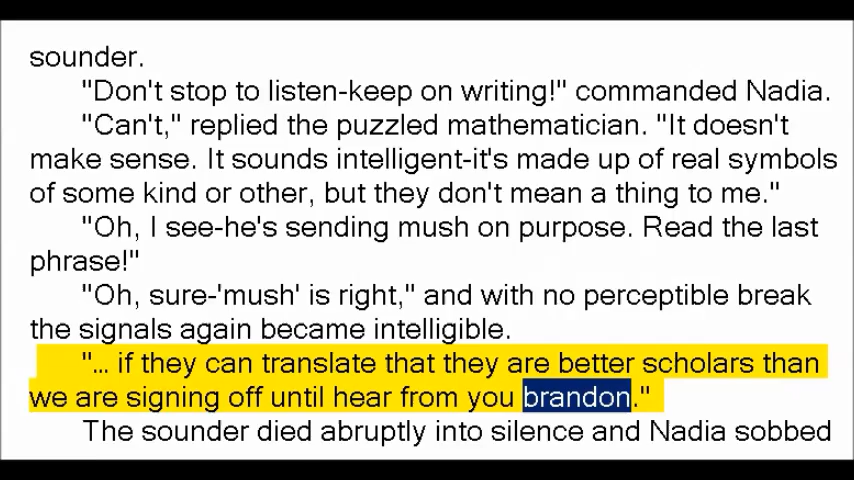 sounder.
"Don't stop to listen-keep on writing!" commanded Nadia.
"Can't," replied the puzzled mathematician. "It doesn't
make sense. It sounds intelligent-it's made up of real symbols
of some kind or other, but they don't mean a thing to me."
"Oh, I see-he's sending mush on purpose. Read the last
phrase!"
"Oh, sure-'mush' is right," and with no perceptible break
the signals again became intelligible.
"... if they can translate that they are better scholars than
we are signing off until hear from you brandon."
The sounder died abruptly into silence and Nadia sobbed